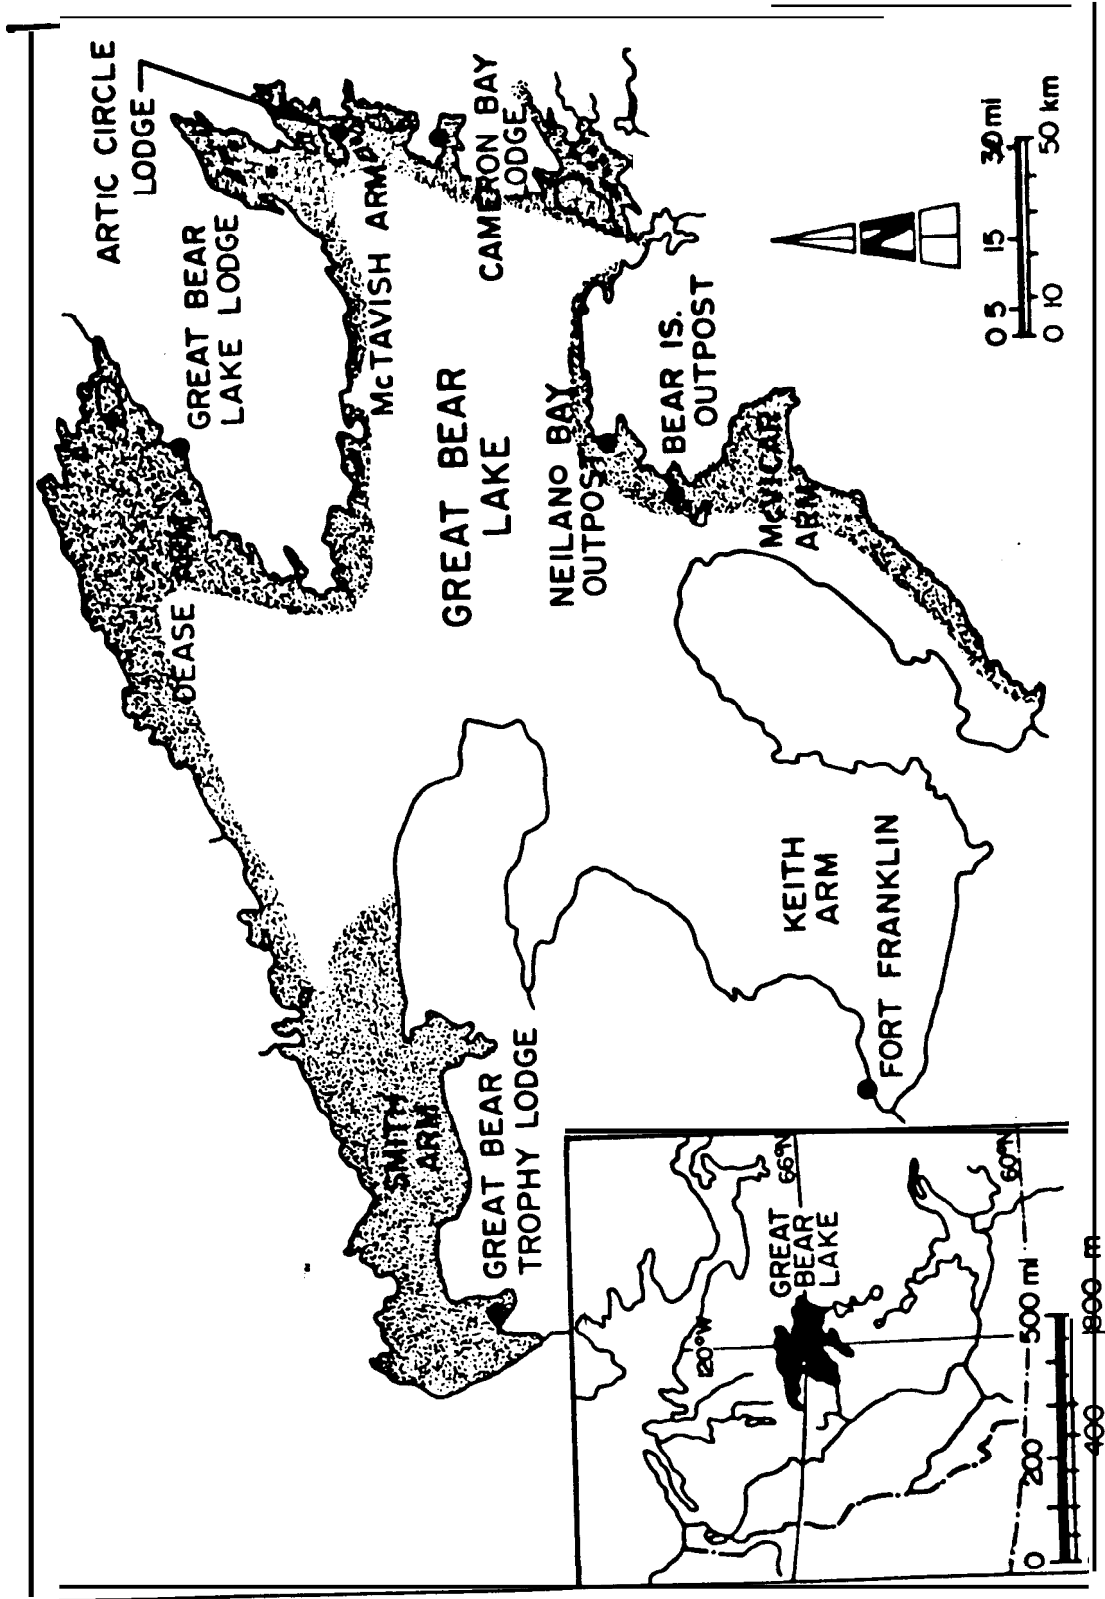 ARTIC CIRCLE
LODGE
GREAT BEAR
LAKE LODGE
McTAVISH ARM
CAMERON BAY
LODGE
DEASE ARM
GREAT BEAR
LAKE
NEILAND BAY
OUTPOST
BEAR IS.
OUTPOST
McVICAR
ARM
SMITH
ARM
GREAT BEAR
TROPHY LODGE
KEITH
ARM
FORT FRANKLIN
N
0 5 15 30 mi
0 10 50 km
GREAT
BEAR
LAKE
120°W
66°N
60°N
0 200 500 mi
400 800 m